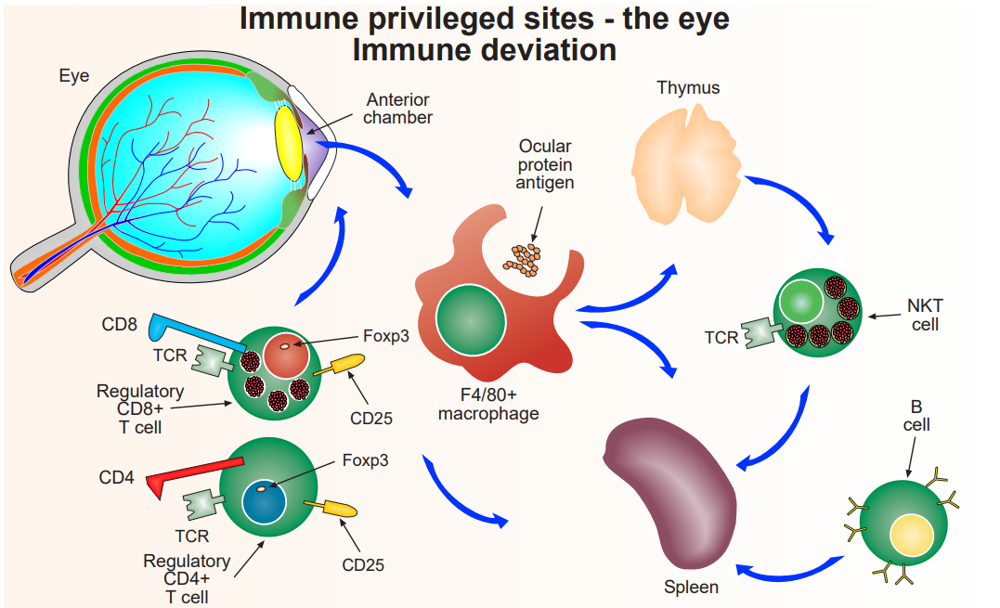 Immune privileged sites - the eye
Immune deviation
Eye
Anterior
chamber
Thymus
Ocular
protein
antigen
NKT
cell
TCR
CD8
Foxp3
TCR
Regulatory
CD8+
T cell
CD25
F4/80+
macrophage
B
cell
CD4
Foxp3
TCR
CD25
Regulatory
CD4+
T cell
Spleen